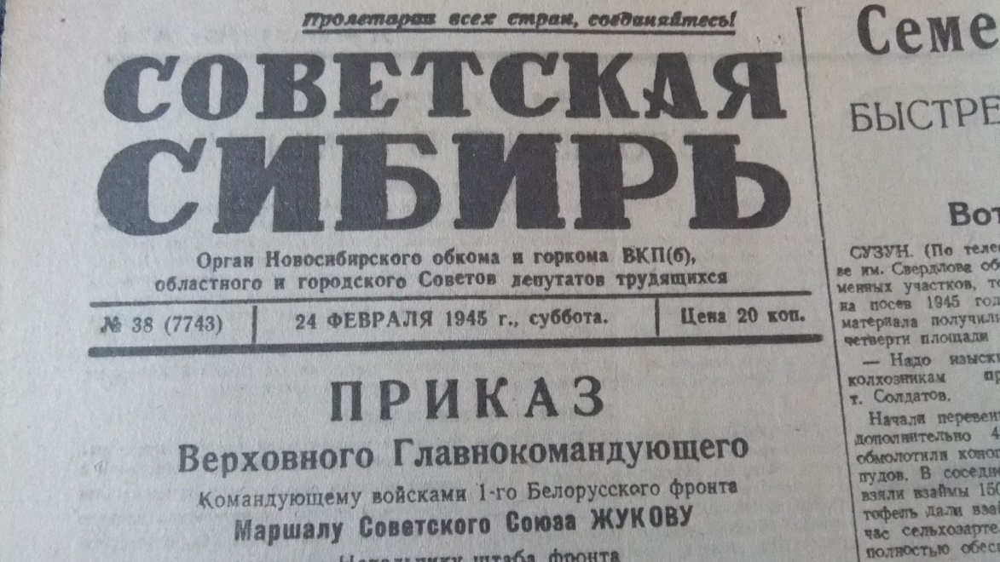 Пролетарии всех стран, соединяйтесь!
СОВЕТСКАЯ
СИБИРЬ
Орган Новосибирского обкома и горкома ВКП(б),
областного и городского Советов депутатов трудящихся
№ 38 (7743)
24 ФЕВРАЛЯ 1945 г., суббота.
Цена 20 коп.
ПРИКАЗ
Верховного Главнокомандующего
Командующему войсками 1-го Белорусского фронта
Маршалу Советского Союза ЖУКОВУ
Начальнику штаба фронта
Семе
БЫСТРЕ
Вот
СУЗУН. (По теле
ве им. Свердлова об
менных участков, т
на посев 1945 год
материала получили
четверти площади
— Надо изыск
колхозникам пр
т. Солдатов.
Начали перевеи
дополнительно 4
обмолотили коно
пудов. В соседн
взяли взаймы 150
тофель дали вза
час сельхозарте
полностью обес